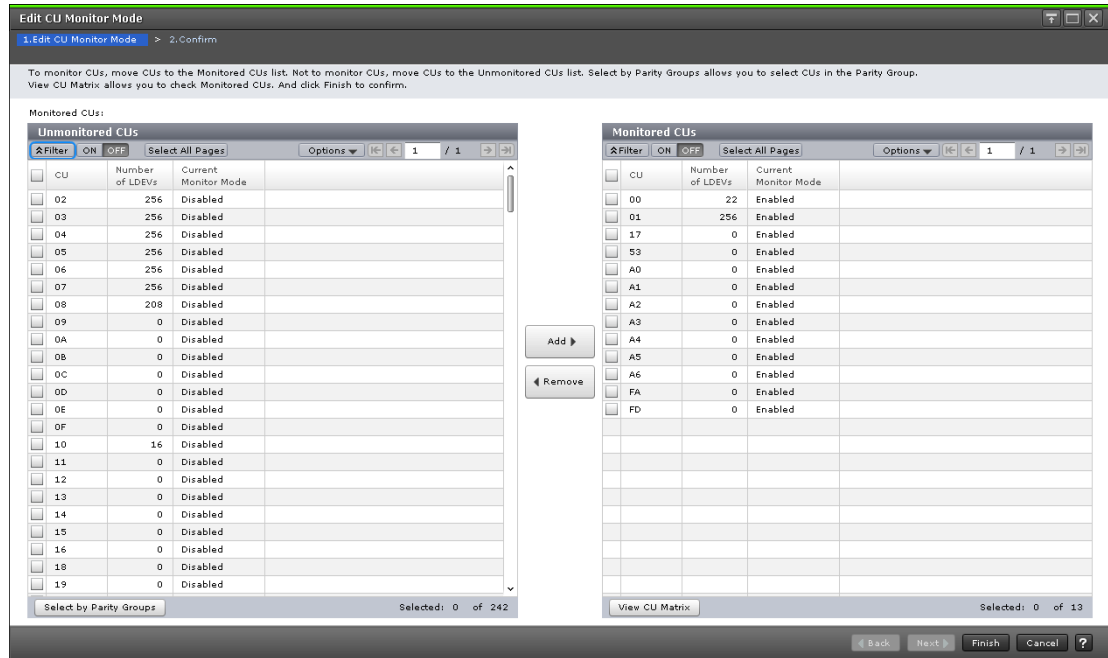 Edit CU Monitor Mode
1.Edit CU Monitor Mode > 2.Confirm
To monitor CUs, move CUs to the Monitored CUs list. Not to monitor CUs, move CUs to the Unmonitored CUs list. Select by Parity Groups allows you to select CUs in the Parity Group.
View CU Matrix allows you to check Monitored CUs. And click Finish to confirm.
Monitored CUs:
Unmonitored CUs
Filter ON OFF Select All Pages Options 1 / 1
CU Number of LDEVs Current Monitor Mode
02 256 Disabled
03 256 Disabled
04 256 Disabled
05 256 Disabled
06 256 Disabled
07 256 Disabled
08 208 Disabled
09 0 Disabled
0A 0 Disabled
0B 0 Disabled
0C 0 Disabled
0D 0 Disabled
0E 0 Disabled
0F 0 Disabled
10 16 Disabled
11 0 Disabled
12 0 Disabled
13 0 Disabled
14 0 Disabled
15 0 Disabled
16 0 Disabled
18 0 Disabled
19 0 Disabled
Select by Parity Groups Selected: 0 of 242
Add
Remove
Monitored CUs
Filter ON OFF Select All Pages Options 1 / 1
CU Number of LDEVs Current Monitor Mode
00 22 Enabled
01 256 Enabled
17 0 Enabled
53 0 Enabled
A0 0 Enabled
A1 0 Enabled
A2 0 Enabled
A3 0 Enabled
A4 0 Enabled
A5 0 Enabled
A6 0 Enabled
FA 0 Enabled
FD 0 Enabled
View CU Matrix Selected: 0 of 13
Back Next Finish Cancel ?